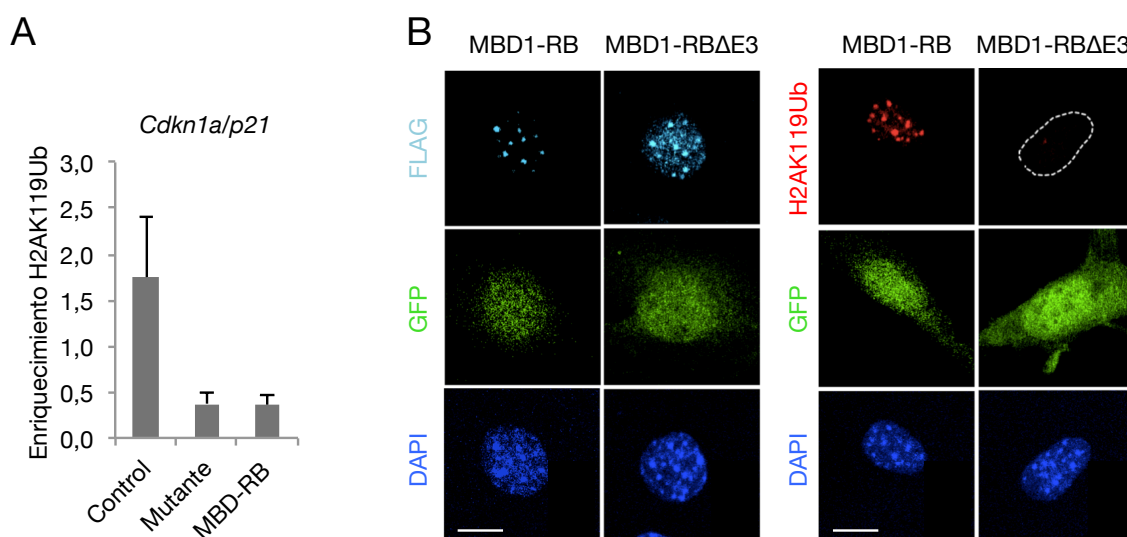 A
Cdkn1a/p21
Enriquecimiento H2AK119Ub
3,0
2,5
2,0
1,5
1,0
0,5
0,0
Control
Mutante
MBD-RB
B
MBD1-RB MBD1-RBΔE3
FLAG
GFP
DAPI
MBD1-RB MBD1-RBΔE3
H2AK119Ub
GFP
DAPI